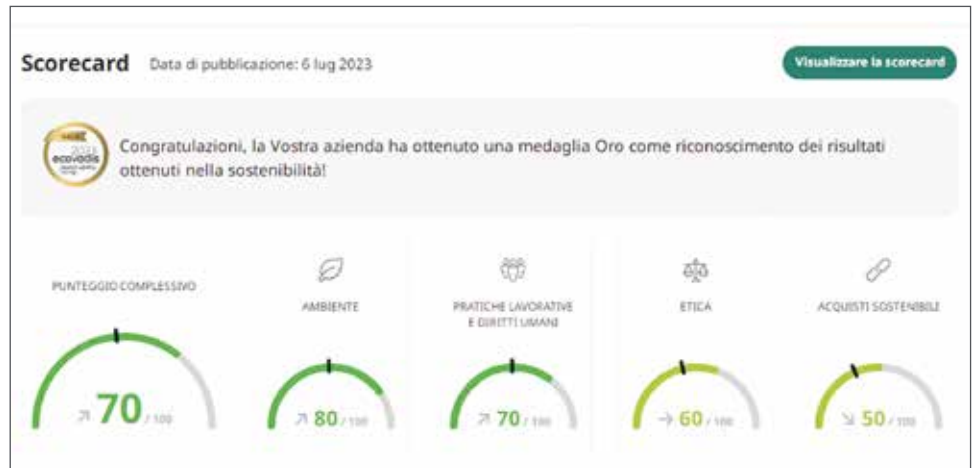 Scorecard Data di pubblicazione: 6 lug 2023
Visualizzare la scorecard
2023
ecovadis
Congratulazioni, la Vostra azienda ha ottenuto una medaglia Oro come riconoscimento dei risultati
ottenuti nella sostenibilità!
PUNTEGGIO COMPLESSIVO
70 / 100
AMBIENTE
80 / 100
PRATICHE LAVORATIVE
E DIRITTI UMANI
70 / 100
ETICA
60 / 100
ACQUISTI SOSTENIBILI
50 / 100